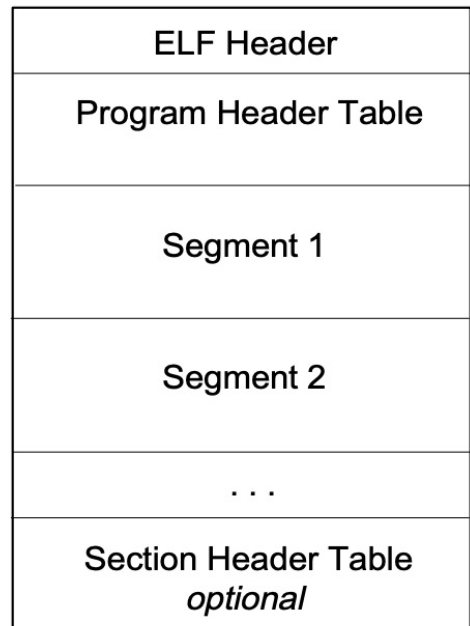 ELF Header
Program Header Table
Segment 1
Segment 2
. . .
Section Header Table
optional